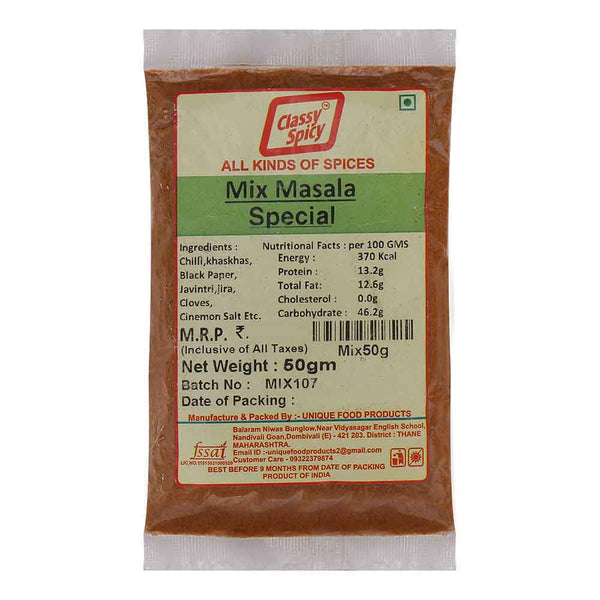 Classy TM
Spicy
ALL KINDS OF SPICES
Mix Masala
Special
Ingredients :
Chilli,khaskhas,
Black Paper,
Javintri,jira,
Cloves,
Cinemon Salt Etc.
Nutritional Facts : per 100 GMS
Energy : 370 Kcal
Protein : 13.2g
Total Fat: 12.6g
Cholesterol : 0.0g
Carbohydrate : 46.2g
M.R.P. ₹.
(Inclusive of All Taxes)
Mix50g
Net Weight : 50gm
Batch No : MIX107
Date of Packing :
Manufacture & Packed By :- UNIQUE FOOD PRODUCTS
Balaram Niwas Bunglow,Near Vidyasagar English School,
Nandivali Goan,Dombivali (E) - 421 203. District : THANE
MAHARASHTRA.
Email ID :-uniquefoodproducts2@gmail.com
Customer Care - 09322379874
fssai
BEST BEFORE 9 MONTHS FROM DATE OF PACKING
PRODUCT OF INDIA